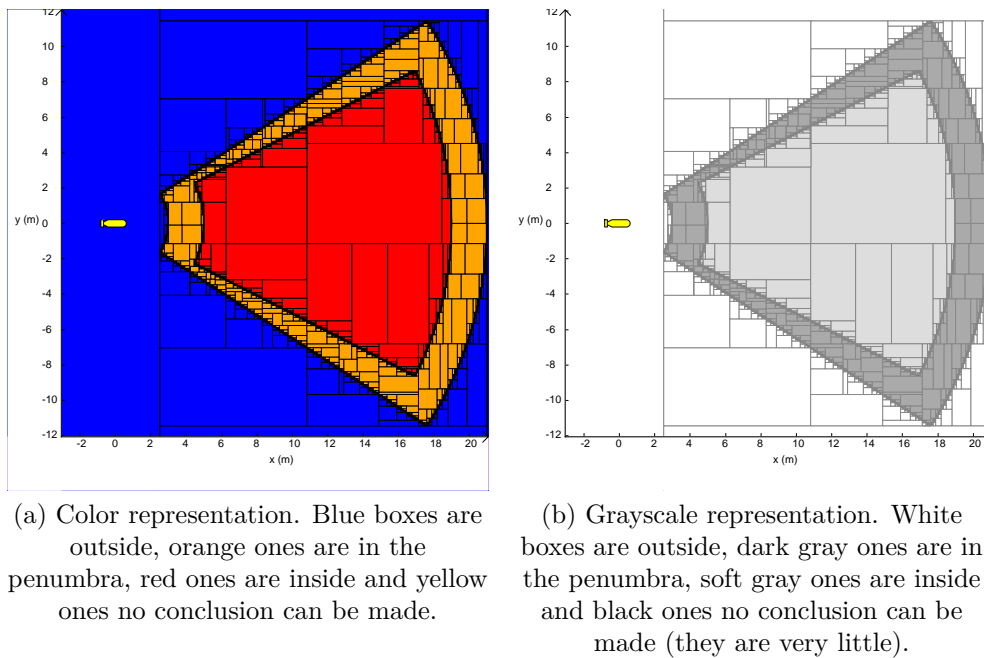 12
10
8
6
4
2
y (m) 0
-2
-4
-6
-8
-10
-12
-2 0 2 4 6 8 10 12 14 16 18 20
x (m)
(a) Color representation. Blue boxes are
outside, orange ones are in the
penumbra, red ones are inside and yellow
ones no conclusion can be made.
12
10
8
6
4
2
y (m) 0
-2
-4
-6
-8
-10
-12
-2 0 2 4 6 8 10 12 14 16 18 20
x (m)
(b) Grayscale representation. White
boxes are outside, dark gray ones are in
the penumbra, soft gray ones are inside
and black ones no conclusion can be
made (they are very little).